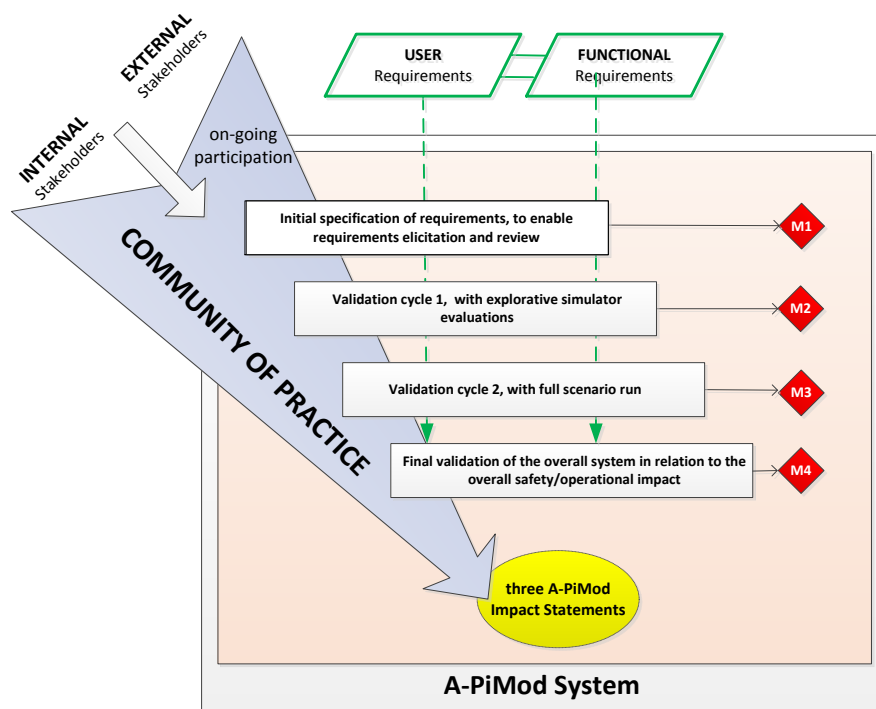 EXTERNAL
Stakeholders
INTERNAL
Stakeholders
on-going
participation
COMMUNITY OF PRACTICE
USER
Requirements
FUNCTIONAL
Requirements
Initial specification of requirements, to enable
requirements elicitation and review
M1
Validation cycle 1, with explorative simulator
evaluations
M2
Validation cycle 2, with full scenario run
M3
Final validation of the overall system in relation to the
overall safety/operational impact
M4
three A-PiMod
Impact Statements
A-PiMod System